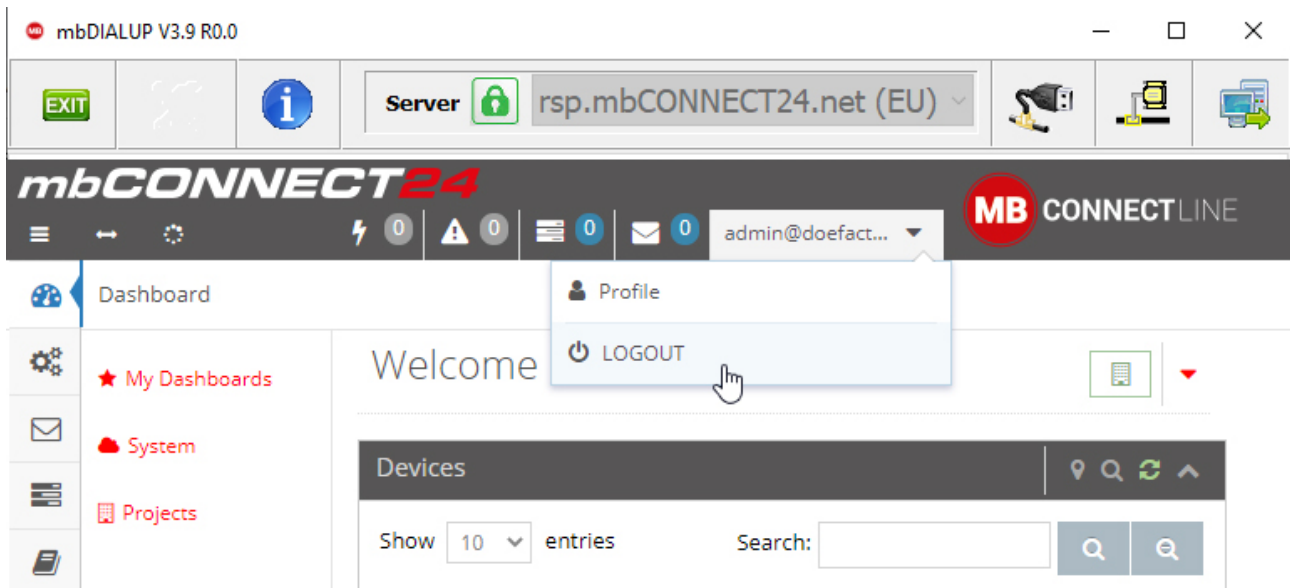 mbDIALUP V3.9 R0.0
EXIT
Server rsp.mbCONNECT24.net (EU)
mbCONNECT24
MB CONNECTLINE
0 0 0 0 admin@doefact...
Dashboard
Profile
LOGOUT
My Dashboards
System
Projects
Welcome
Devices
Show 10 entries Search: